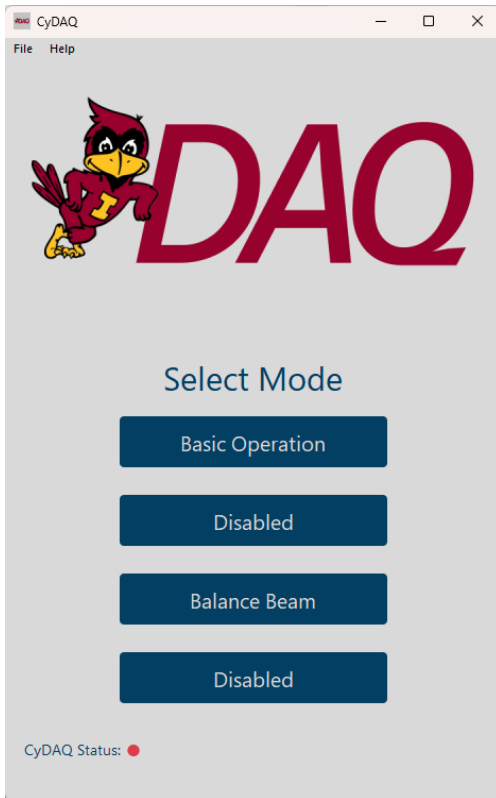 CyDAQ
File Help
I
DAQ
Select Mode
Basic Operation
Disabled
Balance Beam
Disabled
CyDAQ Status: